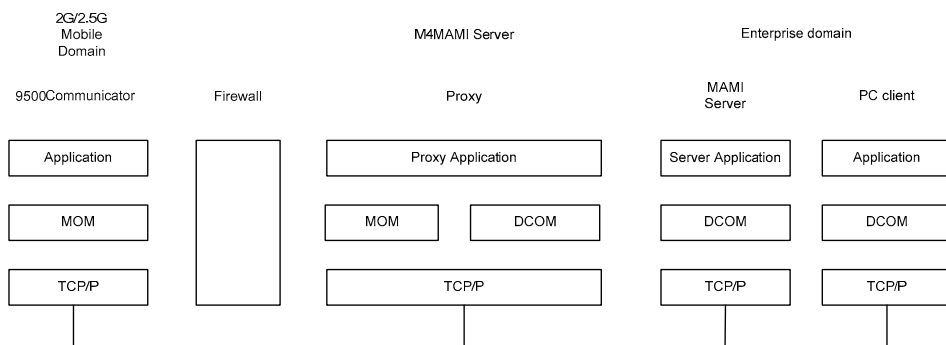 2G/2.5G
Mobile
Domain
M4MAMI Server
Enterprise domain
9500Communicator
Firewall
Proxy
MAMI
Server
PC client
Application
Proxy Application
Server Application
Application
MOM
MOM
DCOM
DCOM
DCOM
TCP/P
TCP/P
TCP/P
TCP/P